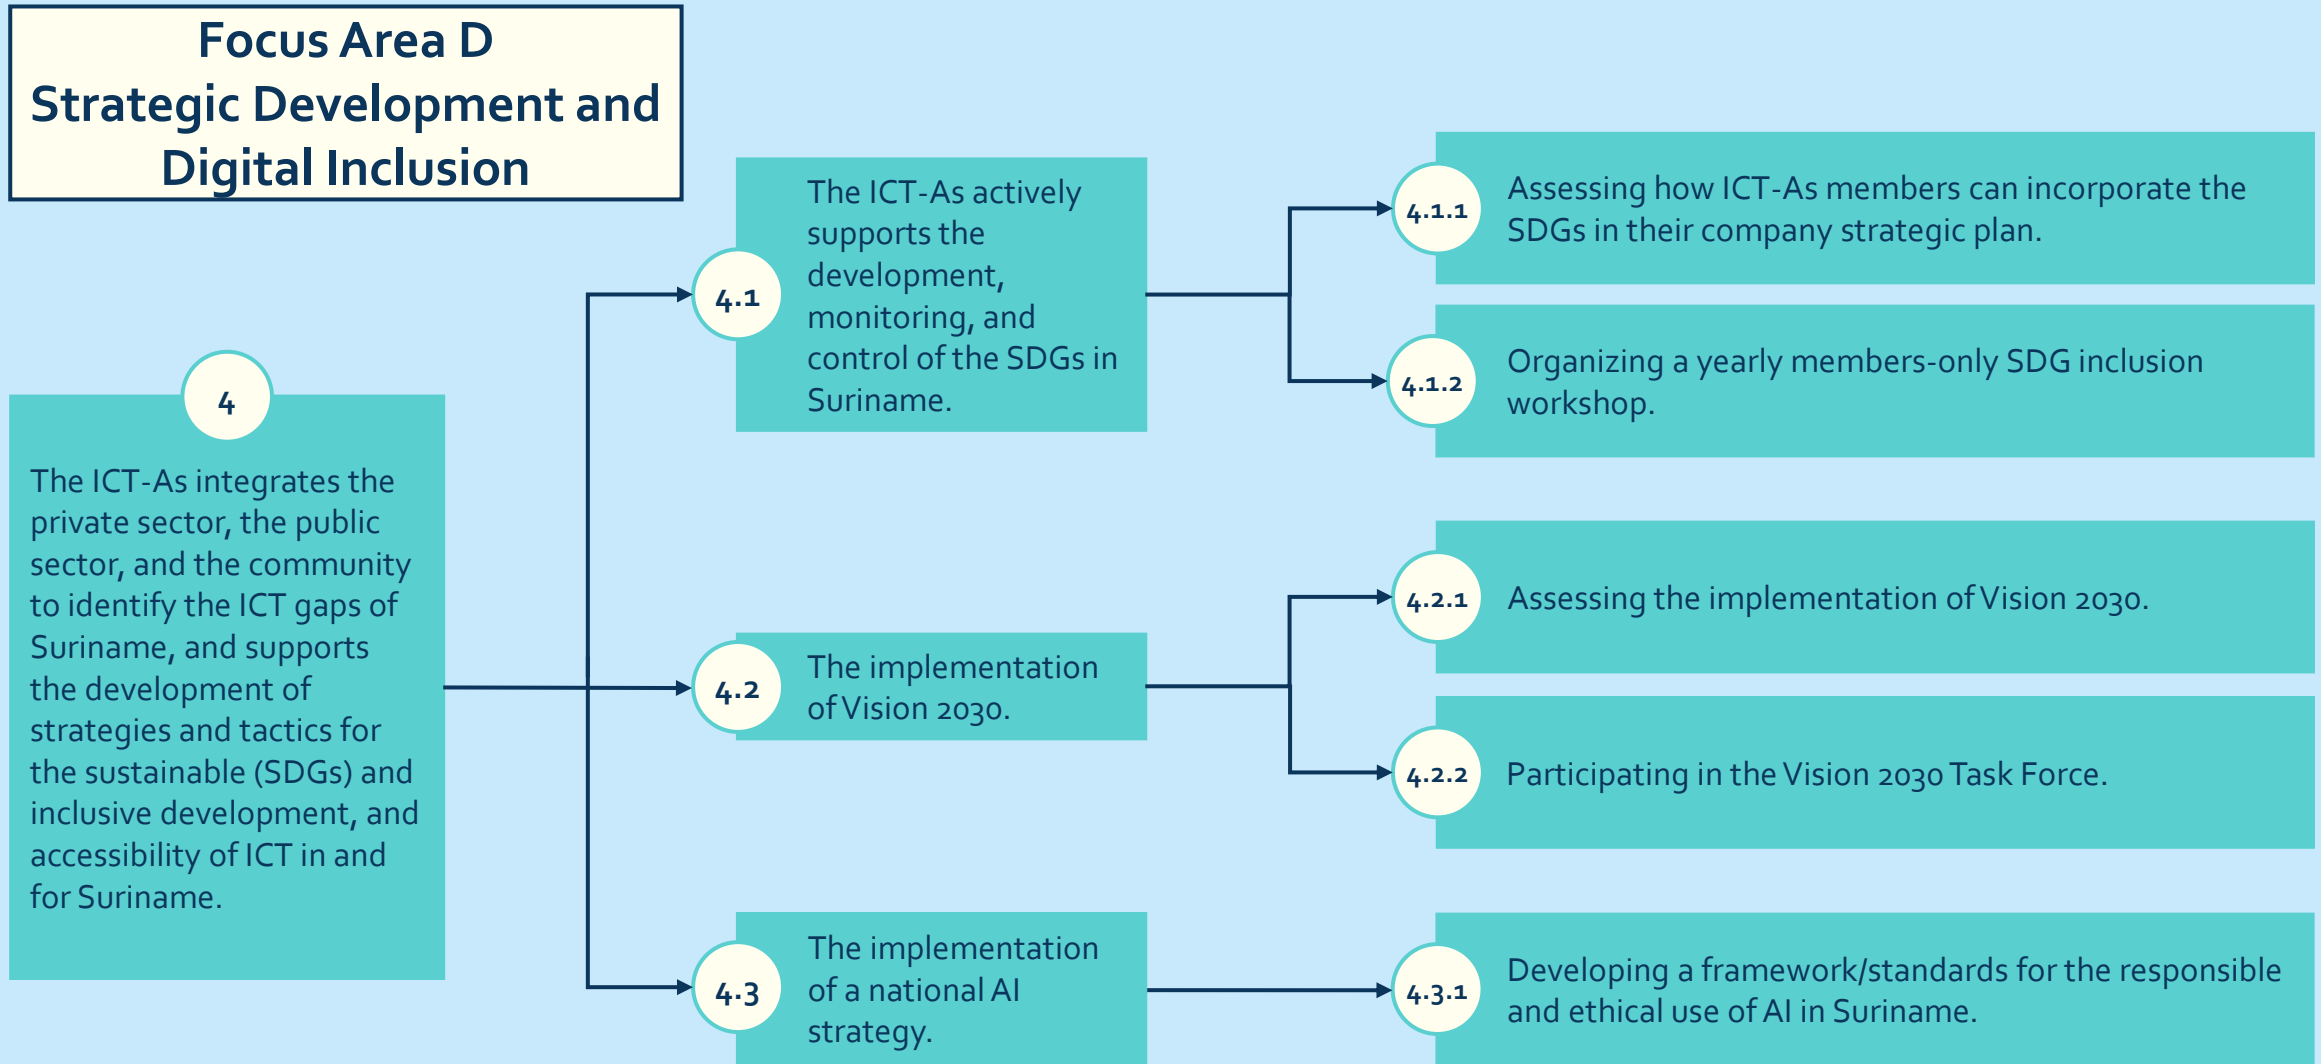 Focus Area D
Strategic Development and
Digital Inclusion
4
The ICT-As integrates the
private sector, the public
sector, and the community
to identify the ICT gaps of
Suriname, and supports
the development of
strategies and tactics for
the sustainable (SDGs) and
inclusive development, and
accessibility of ICT in and
for Suriname.
4.1
The ICT-As actively
supports the
development,
monitoring, and
control of the SDGs in
Suriname.
4.1.1
Assessing how ICT-As members can incorporate the
SDGs in their company strategic plan.
4.1.2
Organizing a yearly members-only SDG inclusion
workshop.
4.2
The implementation
of Vision 2030.
4.2.1
Assessing the implementation of Vision 2030.
4.2.2
Participating in the Vision 2030 Task Force.
4.3
The implementation
of a national AI
strategy.
4.3.1
Developing a framework/standards for the responsible
and ethical use of AI in Suriname.